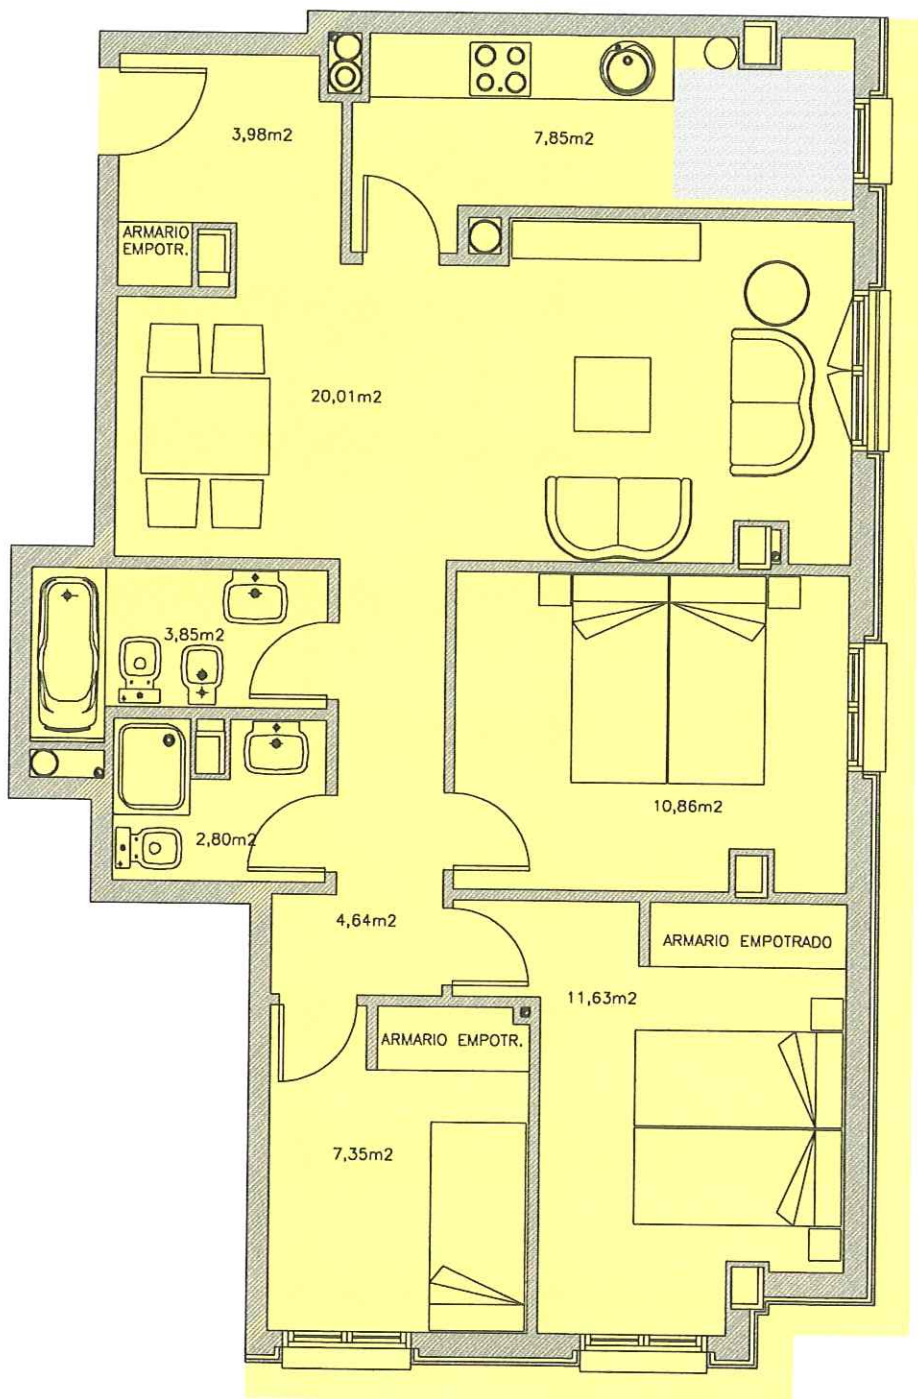 3,98m2
7,85m2
ARMARIO
EMPOTR.
20,01m2
3,85m2
10,86m2
2,80m2
4,64m2
ARMARIO EMPOTRADO
11,63m2
ARMARIO EMPOTR.
7,35m2